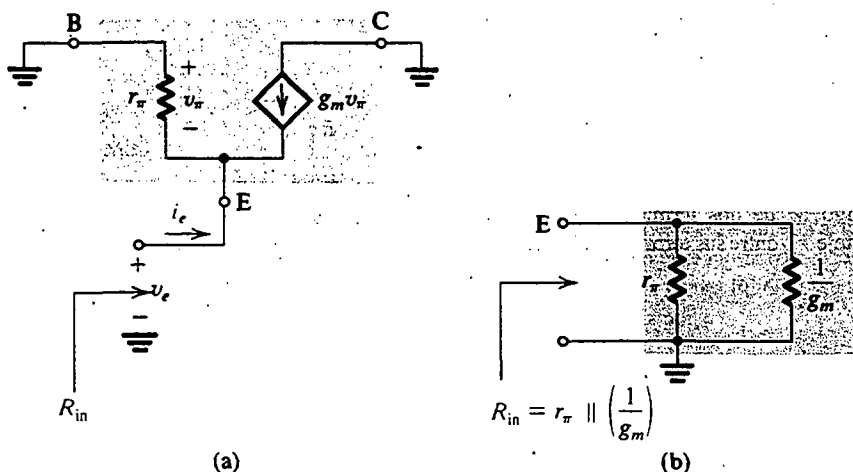 B
C
+
r_π v_π g_m v_π
−
E
i_e
+
v_e
−
R_in
(a)
E
r_π 1/g_m
R_in = r_π ∥ (1/g_m)
(b)